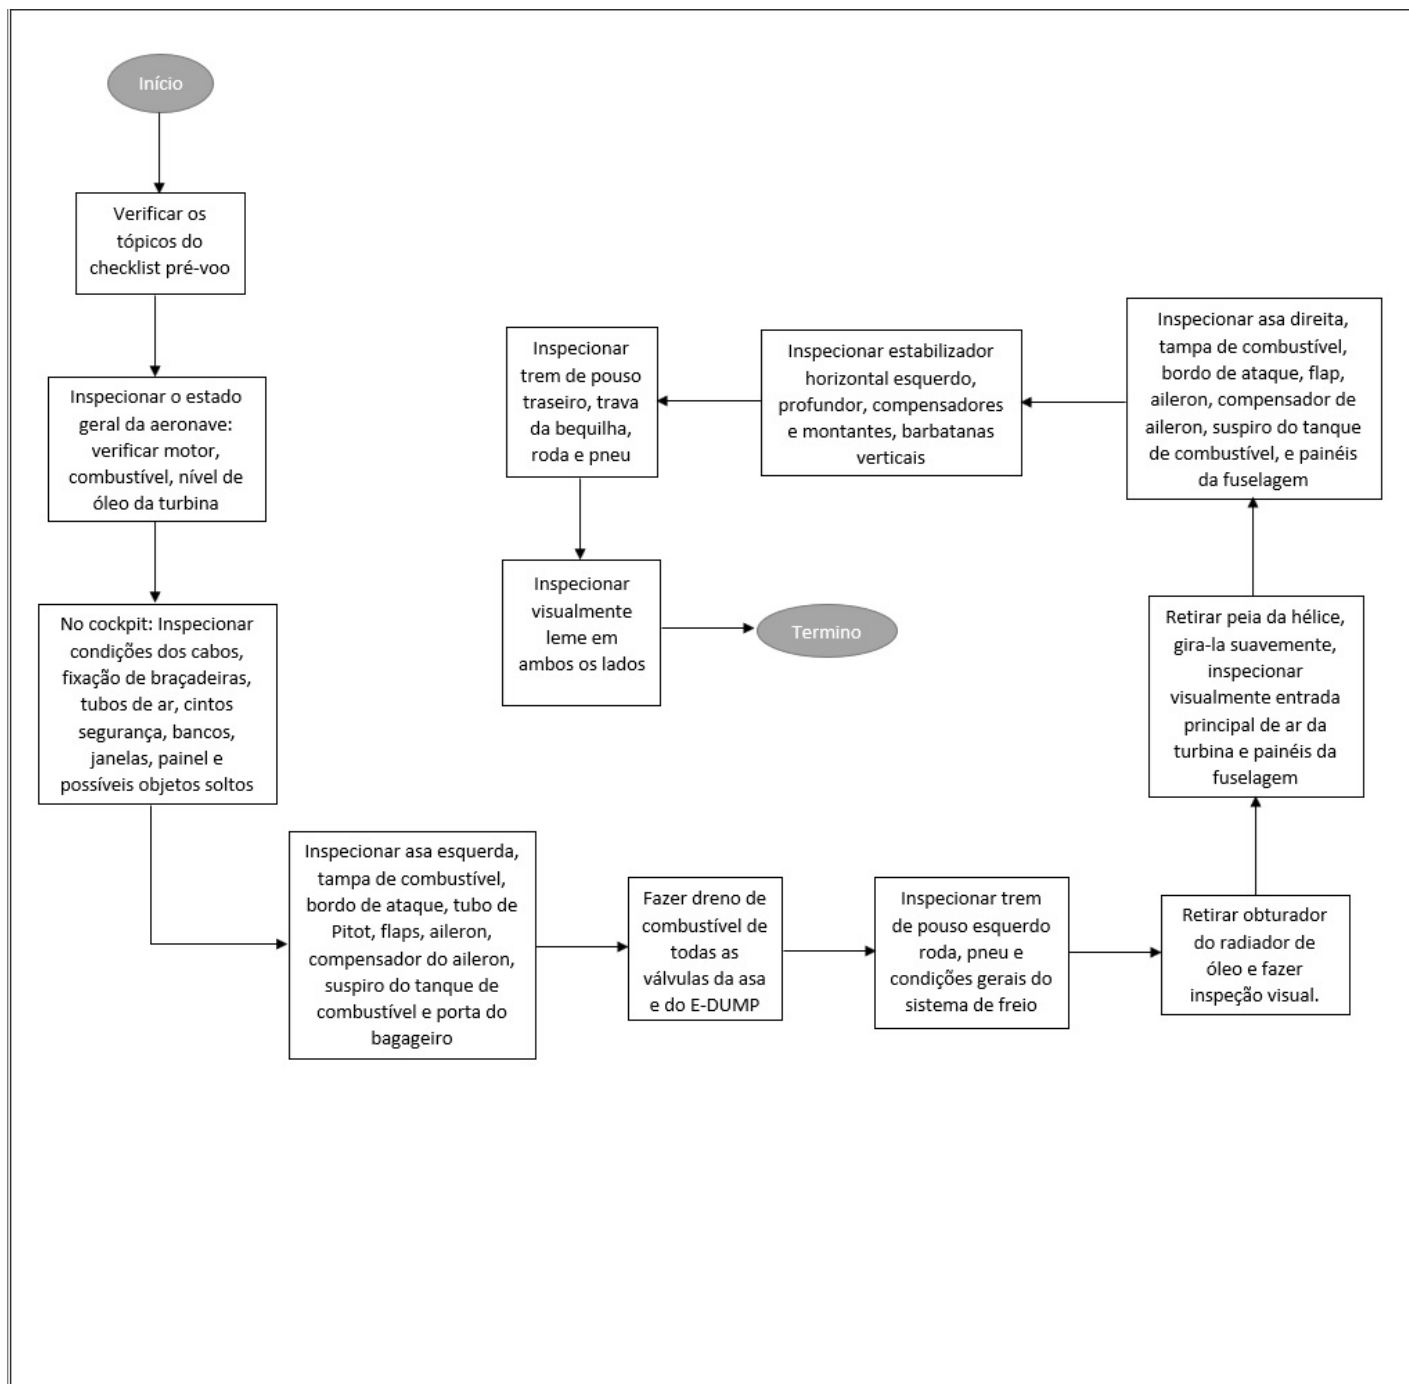 Início
Verificar os
tópicos do
checklist pré-voo
Inspecionar o estado
geral da aeronave:
verificar motor,
combustível, nível de
óleo da turbina
No cockpit: Inspecionar
condições dos cabos,
fixação de braçadeiras,
tubos de ar, cintos
segurança, bancos,
janelas, painel e
possíveis objetos soltos
Inspecionar asa esquerda,
tampa de combustível,
bordo de ataque, tubo de
Pitot, flaps, aileron,
compensador do aileron,
suspiro do tanque de
combustível e porta do
bagageiro
Fazer dreno de
combustível de
todas as
válvulas da asa
e do E-DUMP
Inspecionar trem
de pouso esquerdo
roda, pneu e
condições gerais do
sistema de freio
Retirar obturador
do radiador de
óleo e fazer
inspeção visual.
Retirar peia da hélice,
gira-la suavemente,
inspecionar
visualmente entrada
principal de ar da
turbina e painéis da
fuselagem
Inspecionar asa direita,
tampa de combustível,
bordo de ataque, flap,
aileron, compensador de
aileron, suspiro do tanque
de combustível, e painéis
da fuselagem
Inspecionar estabilizador
horizontal esquerdo,
profundor, compensadores
e montantes, barbatanas
verticais
Inspecionar
trem de pouso
traseiro, trava
da bequilha,
roda e pneu
Inspecionar
visualmente
leme em
ambos os lados
Termino